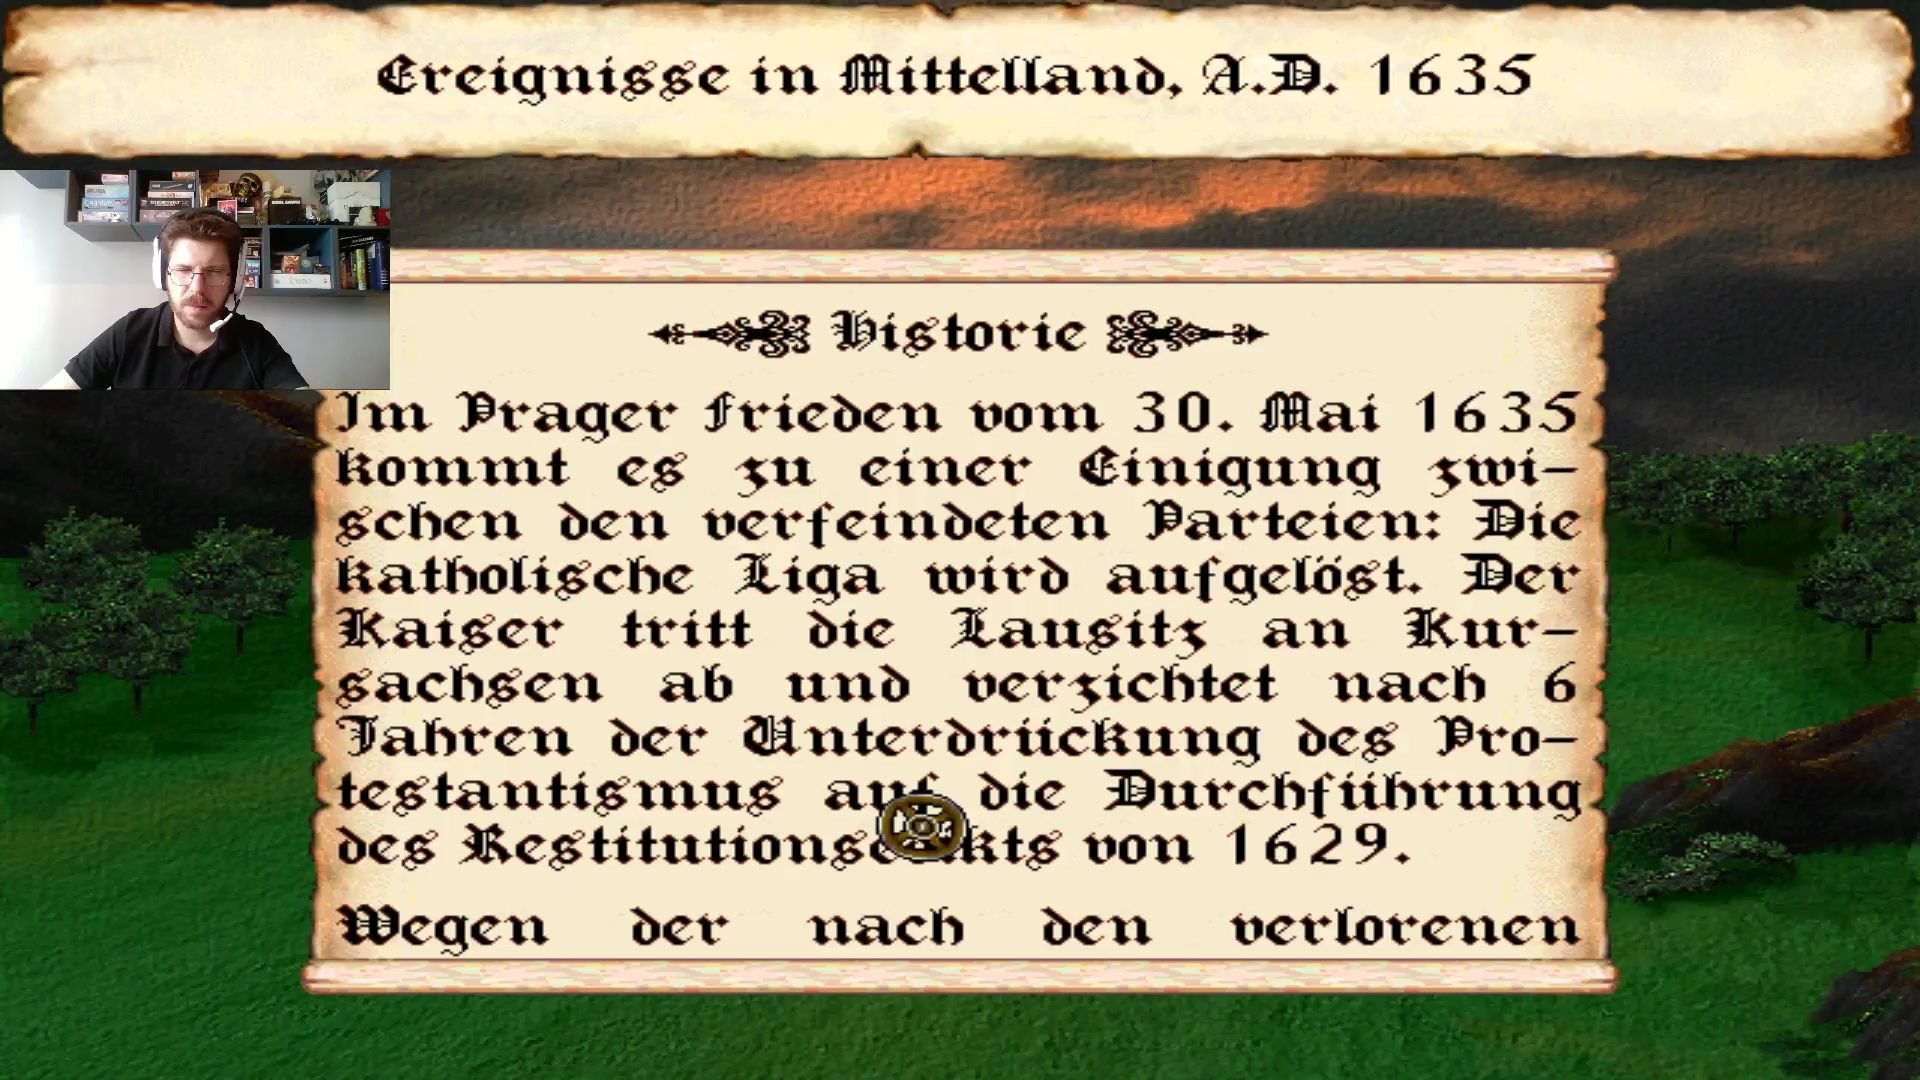 Ereignisse in Mittelland, A.D. 1635
Historie
Im Prager Frieden vom 30. Mai 1635
kommt es zu einer Einigung zwi-
schen den verfeindeten Parteien: Die
katholische Liga wird aufgelöst. Der
Kaiser tritt die Lausitz an Kur-
sachsen ab und verzichtet nach 6
Jahren der Unterdrückung des Pro-
testantismus auf die Durchführung
des Restitutionsedikts von 1629.
Wegen der nach den verlorenen